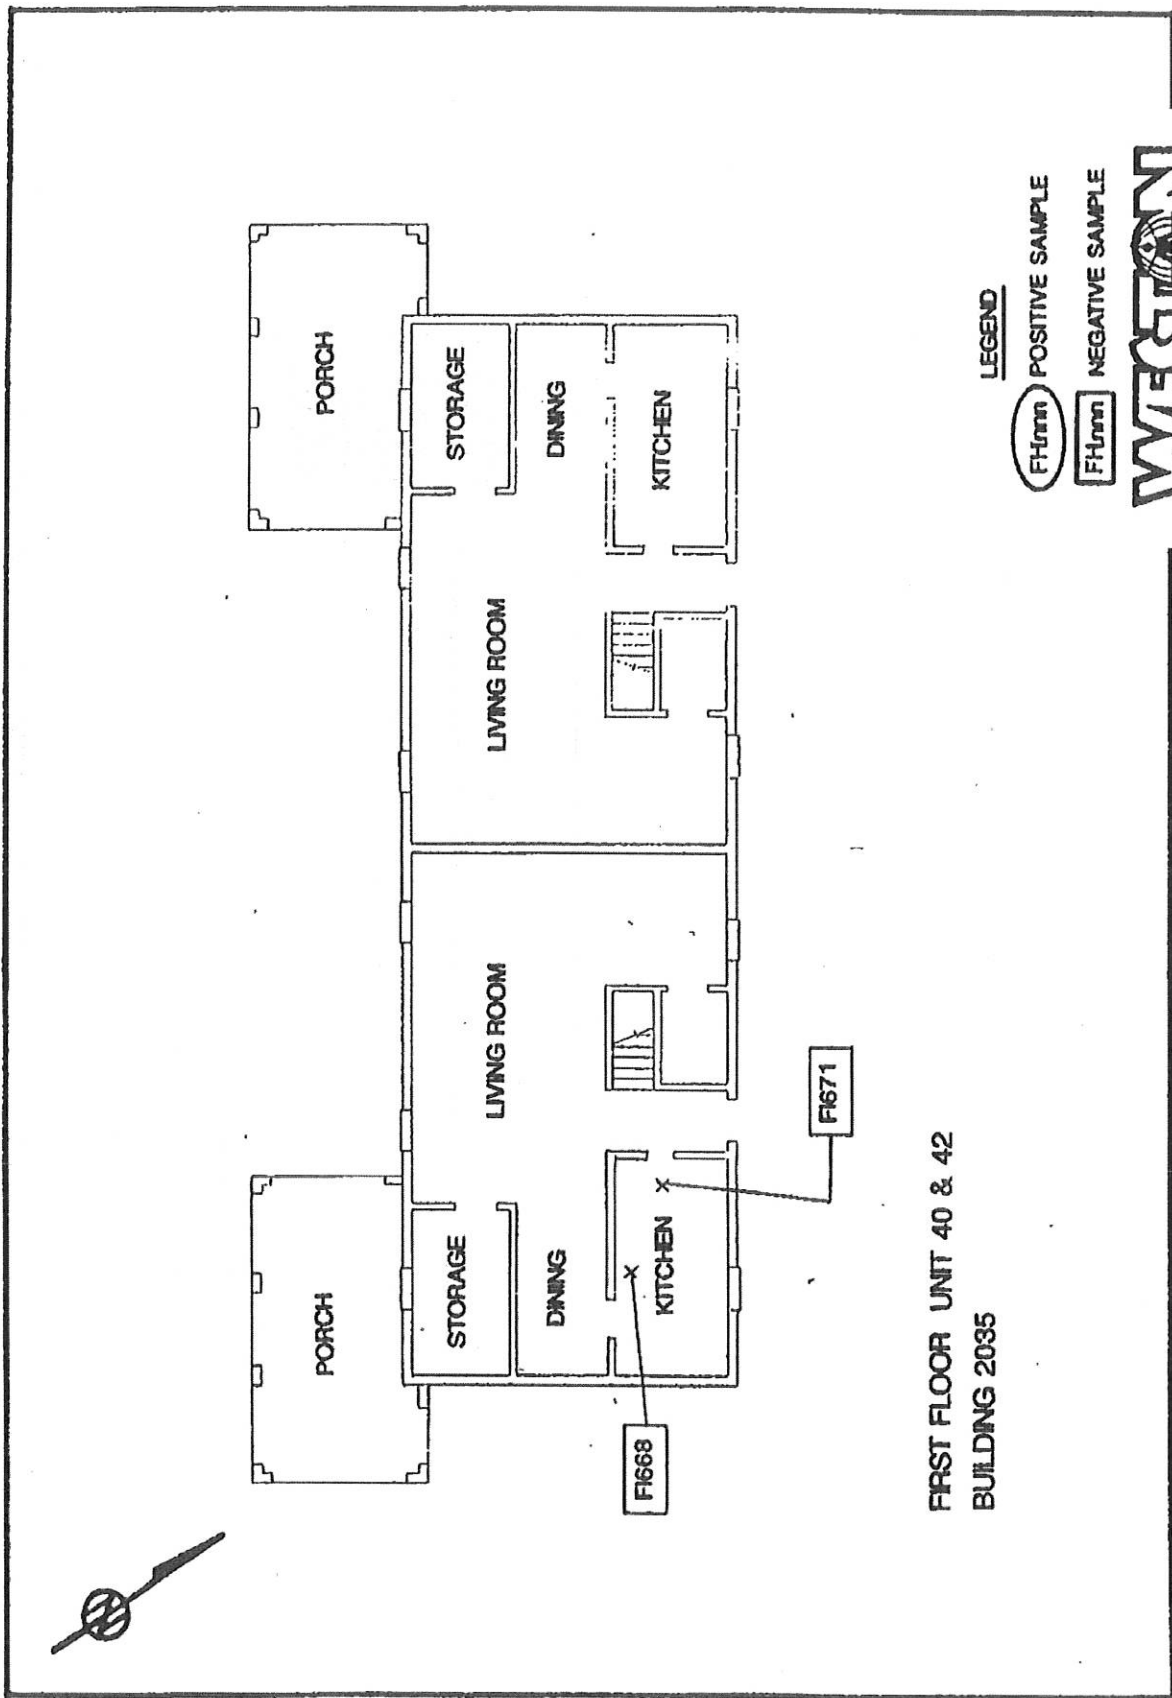 PORCH
PORCH
STORAGE
LIVING ROOM
LIVING ROOM
STORAGE
DINING
DINING
KITCHEN
KITCHEN
FI668
FI671
FIRST FLOOR UNIT 40 & 42
BUILDING 2035
LEGEND
FHnnn POSITIVE SAMPLE
FHnnn NEGATIVE SAMPLE
WESTON